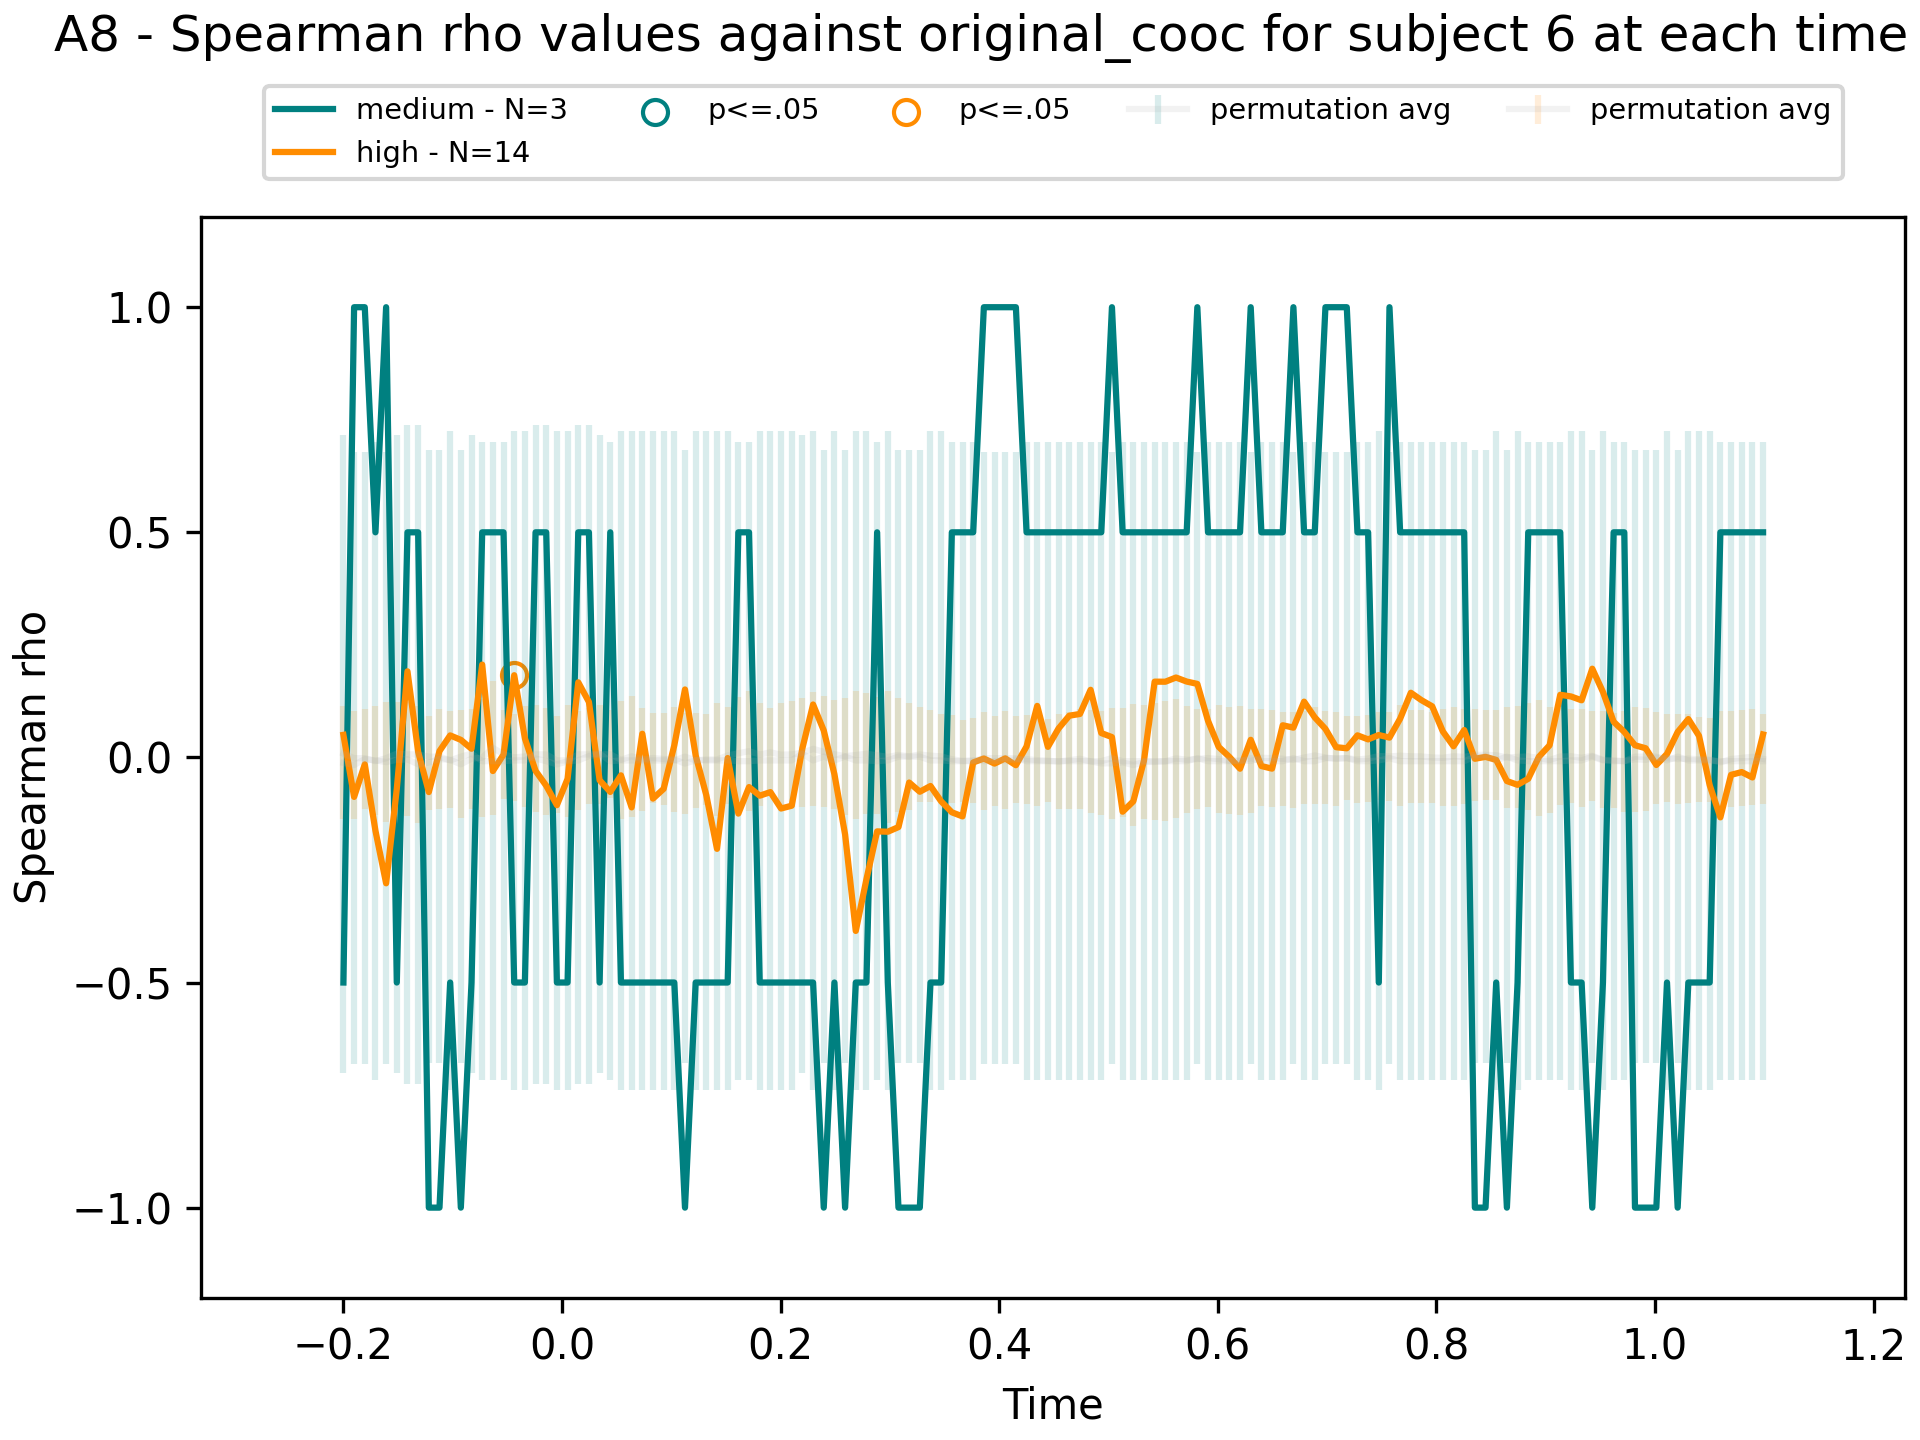 A8 - Spearman rho values against original_cooc for subject 6 at each time
medium - N=3
high - N=14
p<=.05
p<=.05
permutation avg
permutation avg
Spearman rho
1.0
0.5
0.0
−0.5
−1.0
−0.2 0.0 0.2 0.4 0.6 0.8 1.0 1.2
Time